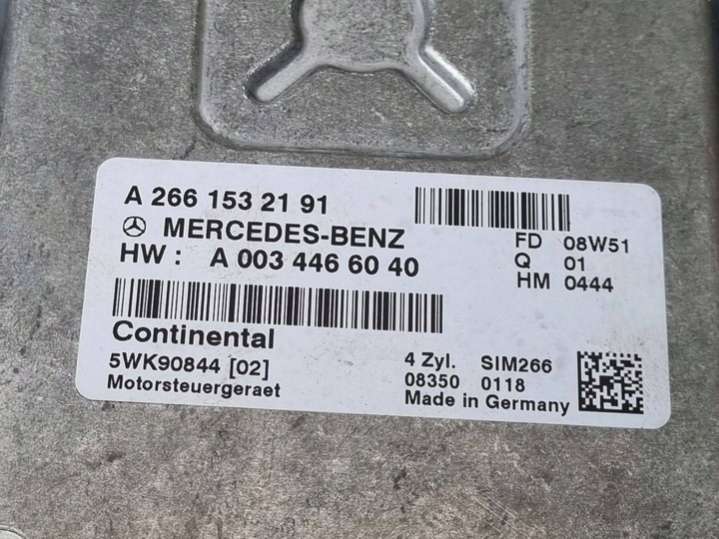 A 266 153 21 91
MERCEDES-BENZ
HW : A 003 446 60 40
FD 08W51
Q 01
HM 0444
Continental
5WK90844 [02]
Motorsteuergeraet
4 Zyl. SIM266
08350 0118
Made in Germany